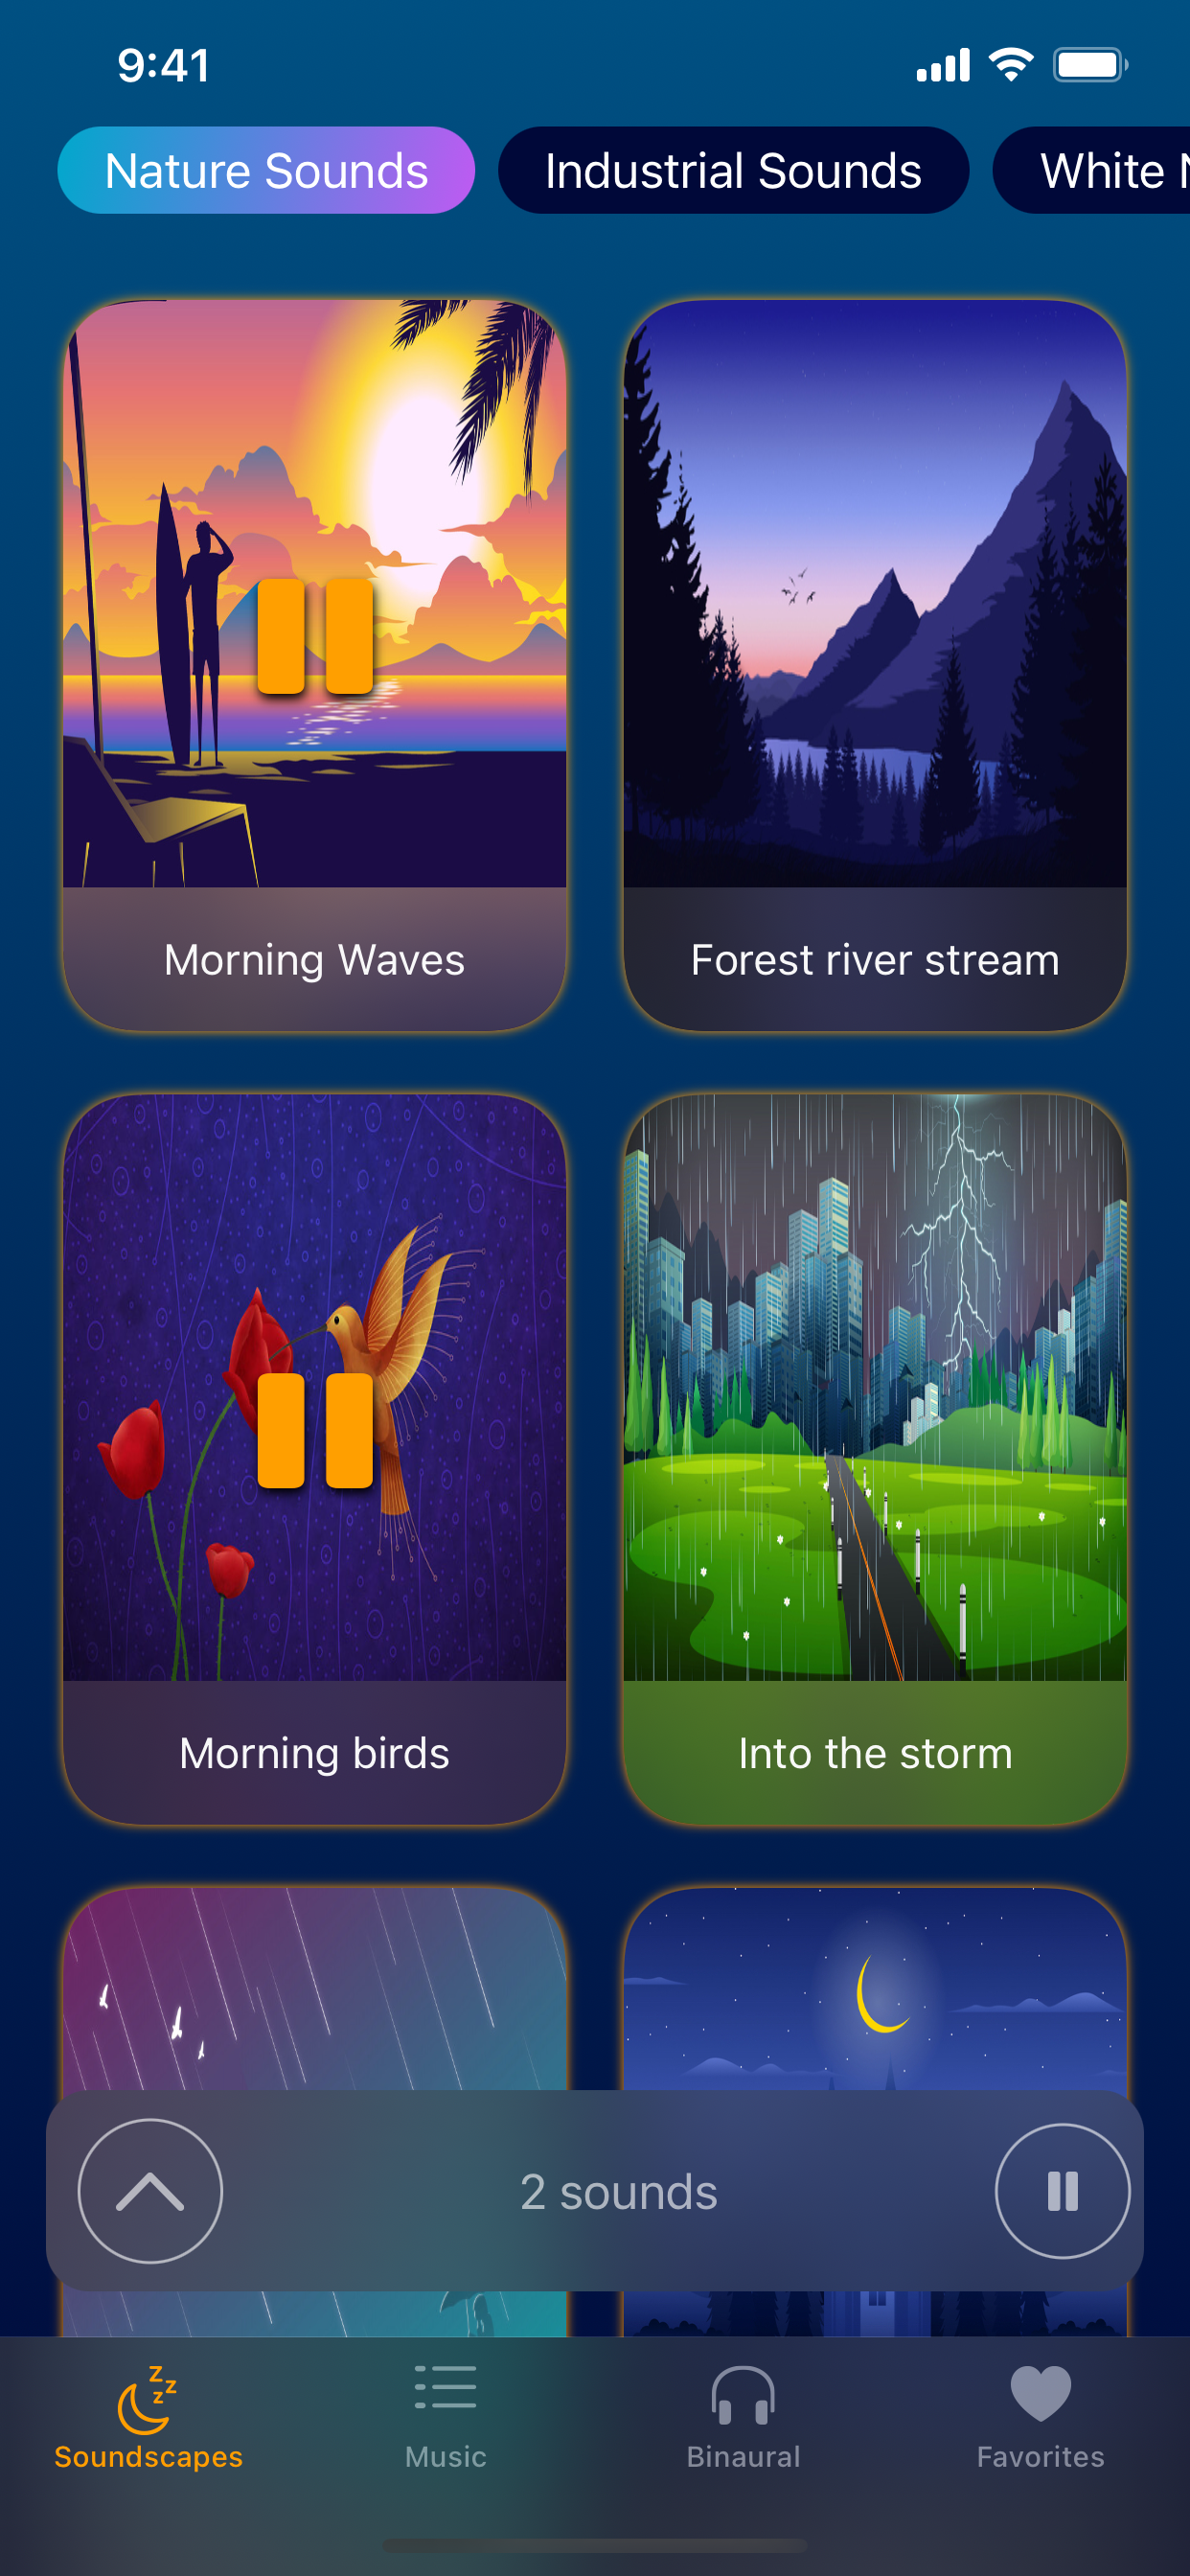 9:41
Nature Sounds
Industrial Sounds
White
Morning Waves
Forest river stream
Morning birds
Into the storm
2 sounds
z z z
Soundscapes
Music
Binaural
Favorites